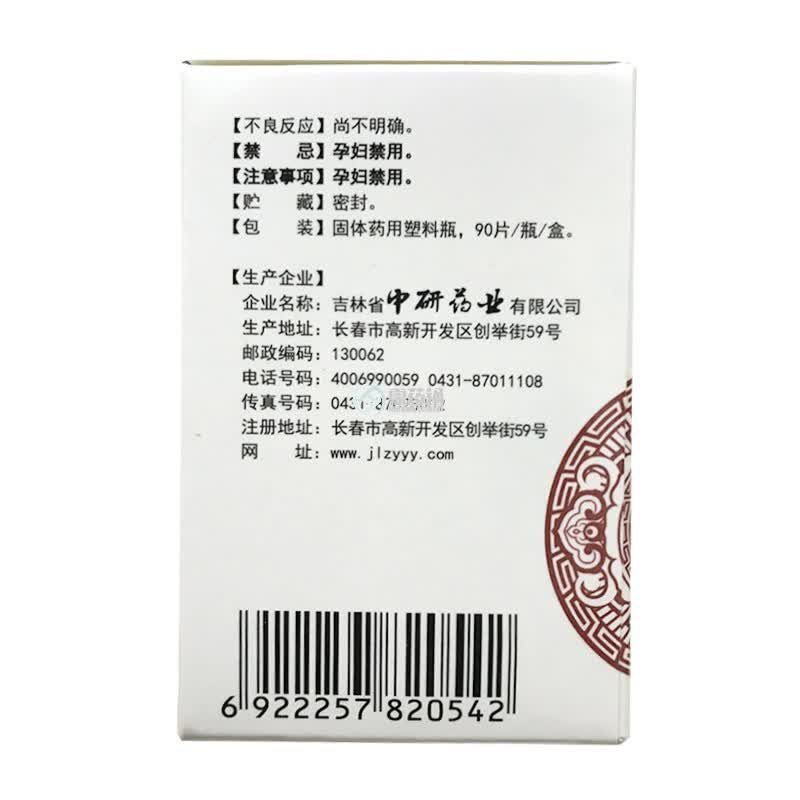 【不良反应】尚不明确。
【禁　　忌】孕妇禁用。
【注意事项】孕妇禁用。
【贮　　藏】密封。
【包　　装】固体药用塑料瓶，90片/瓶/盒。
【生产企业】
企业名称：吉林省中研药业有限公司
生产地址：长春市高新开发区创举街59号
邮政编码：130062
电话号码：4006990059 0431-87011108
传真号码：
注册地址：长春市高新开发区创举街59号
网　　址：www.jlzyyy.com
6 922257 820542